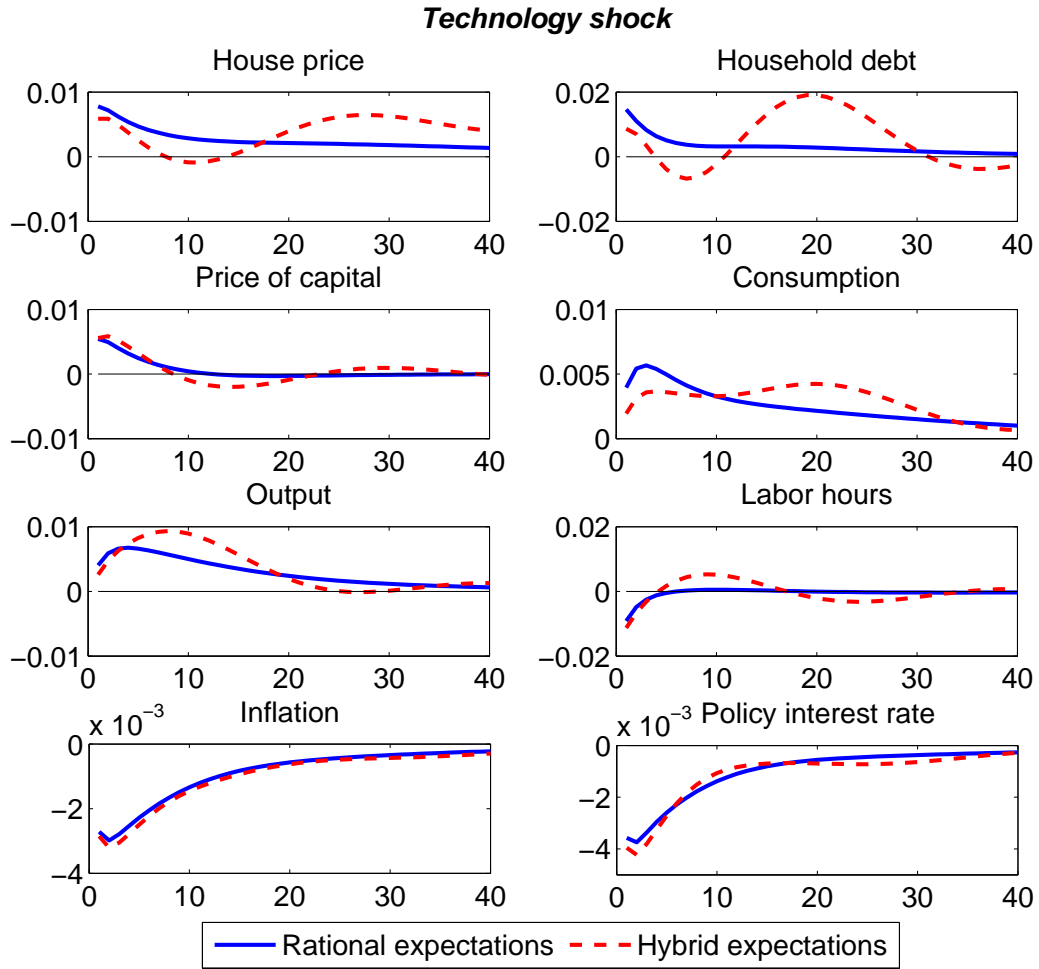 Technology shock
House price
Household debt
0.01
0
−0.01
0 10 20 30 40
0.02
0
−0.02
0 10 20 30 40
Price of capital
Consumption
0.01
0
−0.01
0 10 20 30 40
0.01
0.005
0
0 10 20 30 40
Output
Labor hours
0.01
0
−0.01
0 10 20 30 40
0.02
0
−0.02
0 10 20 30 40
x 10−3
Inflation
x 10−3
Policy interest rate
0
−2
−4
0 10 20 30 40
0
−2
−4
0 10 20 30 40
Rational expectations
Hybrid expectations